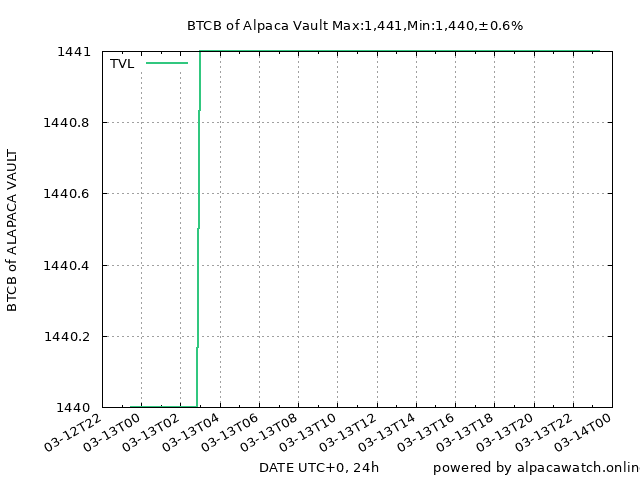 BTCB of Alpaca Vault Max:1,441,Min:1,440,±0.6%
TVL
1441
1440.8
1440.6
1440.4
1440.2
1440
BTCB of ALAPACA VAULT
03-12T22
03-13T00
03-13T02
03-13T04
03-13T06
03-13T08
03-13T10
03-13T12
03-13T14
03-13T16
03-13T18
03-13T20
03-13T22
03-14T00
DATE UTC+0, 24h
powered by alpacawatch.onlin